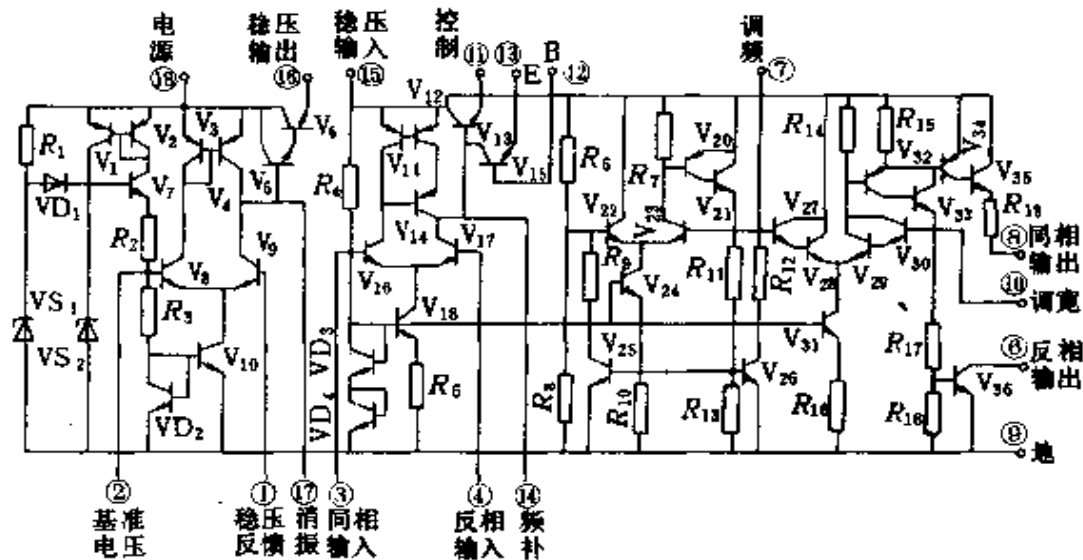 电源
⑱
稳压
输出
⑯
稳压
输入
⑮
控制
⑪
⑬
E
B
⑫
调频
⑦
R₁
VD₁
VS₁
VS₂
V₁
V₂
V₃
V₄
V₅
V₆
V₇
R₂
V₈
V₉
R₃
V₁₀
VD₂
R₄
V₁₁
V₁₂
V₁₃
V₁₅
V₁₄
V₁₇
V₁₆
V₁₈
VD₃
VD₄
R₅
R₆
R₇
V₂₀
V₂₁
V₂₂
V₂₃
R₉
V₂₄
V₂₅
R₈
R₁₀
R₁₁
R₁₂
R₁₃
V₂₆
V₂₇
V₂₈
V₂₉
V₃₀
V₃₁
R₁₄
R₁₅
R₁₆
V₃₂
V₃₃
V₃₄
V₃₅
R₁₇
V₃₆
⑧同相
输出
⑩
调宽
⑥反相
输出
⑨
地
②
基准
电压
①
稳压
反馈
⑰
消振
③
同相
输入
④
反相
输入
⑭
频补